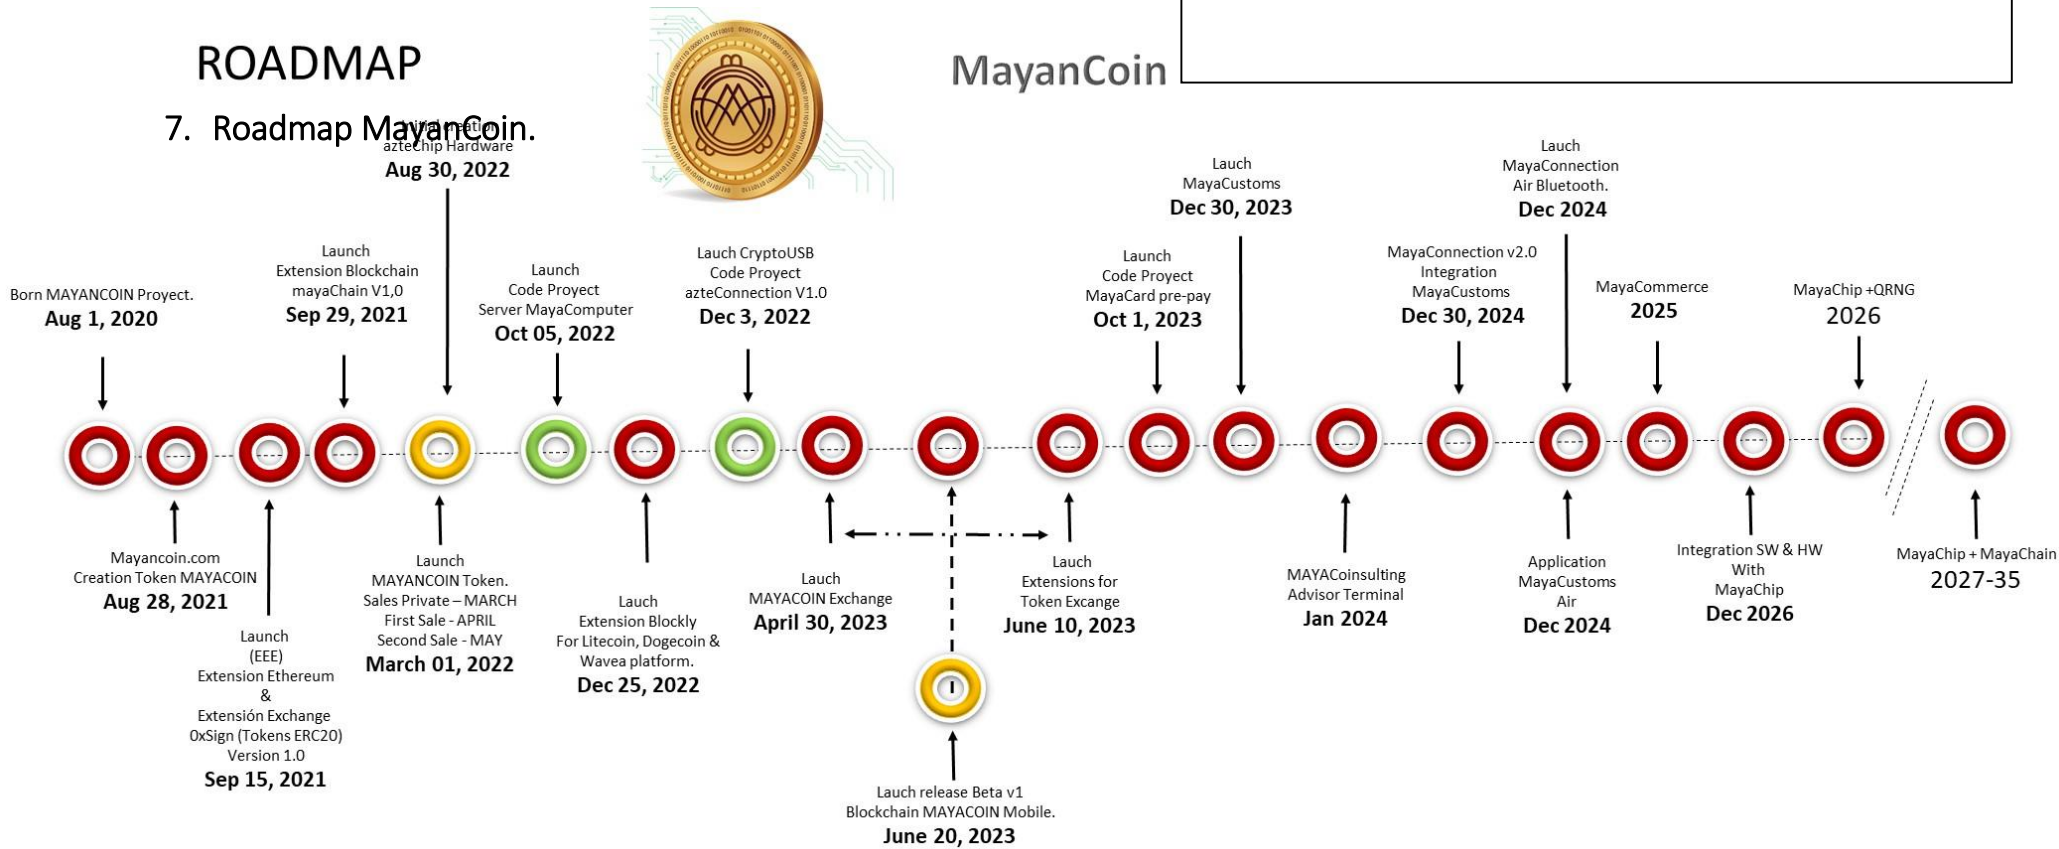 ROADMAP
MayanCoin
7. Roadmap MayanCoin.
Initial creation
azteChip Hardware
Aug 30, 2022
Born MAYANCOIN Proyect.
Aug 1, 2020
Launch
Extension Blockchain
mayaChain V1,0
Sep 29, 2021
Launch
Code Proyect
Server MayaComputer
Oct 05, 2022
Lauch CryptoUSB
Code Proyect
azteConnection V1.0
Dec 3, 2022
Launch
Code Proyect
MayaCard pre-pay
Oct 1, 2023
Lauch
MayaCustoms
Dec 30, 2023
MayaConnection v2.0
Integration
MayaCustoms
Dec 30, 2024
Lauch
MayaConnection
Air Bluetooth.
Dec 2024
MayaCommerce
2025
MayaChip +QRNG
2026
Mayancoin.com
Creation Token MAYACOIN
Aug 28, 2021
Launch
(EEE)
Extension Ethereum
&
Extensión Exchange
0xSign (Tokens ERC20)
Version 1.0
Sep 15, 2021
Launch
MAYANCOIN Token.
Sales Private – MARCH
First Sale - APRIL
Second Sale - MAY
March 01, 2022
Lauch
Extension Blockly
For Litecoin, Dogecoin &
Wavea platform.
Dec 25, 2022
Lauch
MAYACOIN Exchange
April 30, 2023
Lauch release Beta v1
Blockchain MAYACOIN Mobile.
June 20, 2023
Lauch
Extensions for
Token Excange
June 10, 2023
MAYACoinsulting
Advisor Terminal
Jan 2024
Application
MayaCustoms
Air
Dec 2024
Integration SW & HW
With
MayaChip
Dec 2026
MayaChip + MayaChain
2027-35